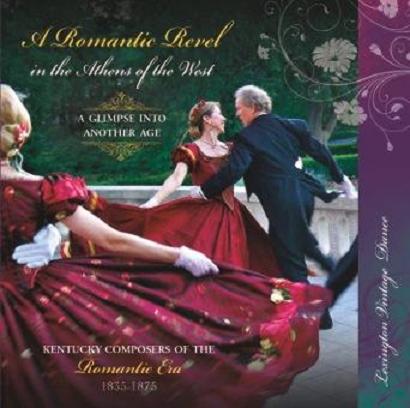 A Romantic Revel
in the Athens of the West
A GLIMPSE INTO
ANOTHER AGE
KENTUCKY COMPOSERS OF THE
Romantic Era
1835-1875
Lexington Vintage Dance